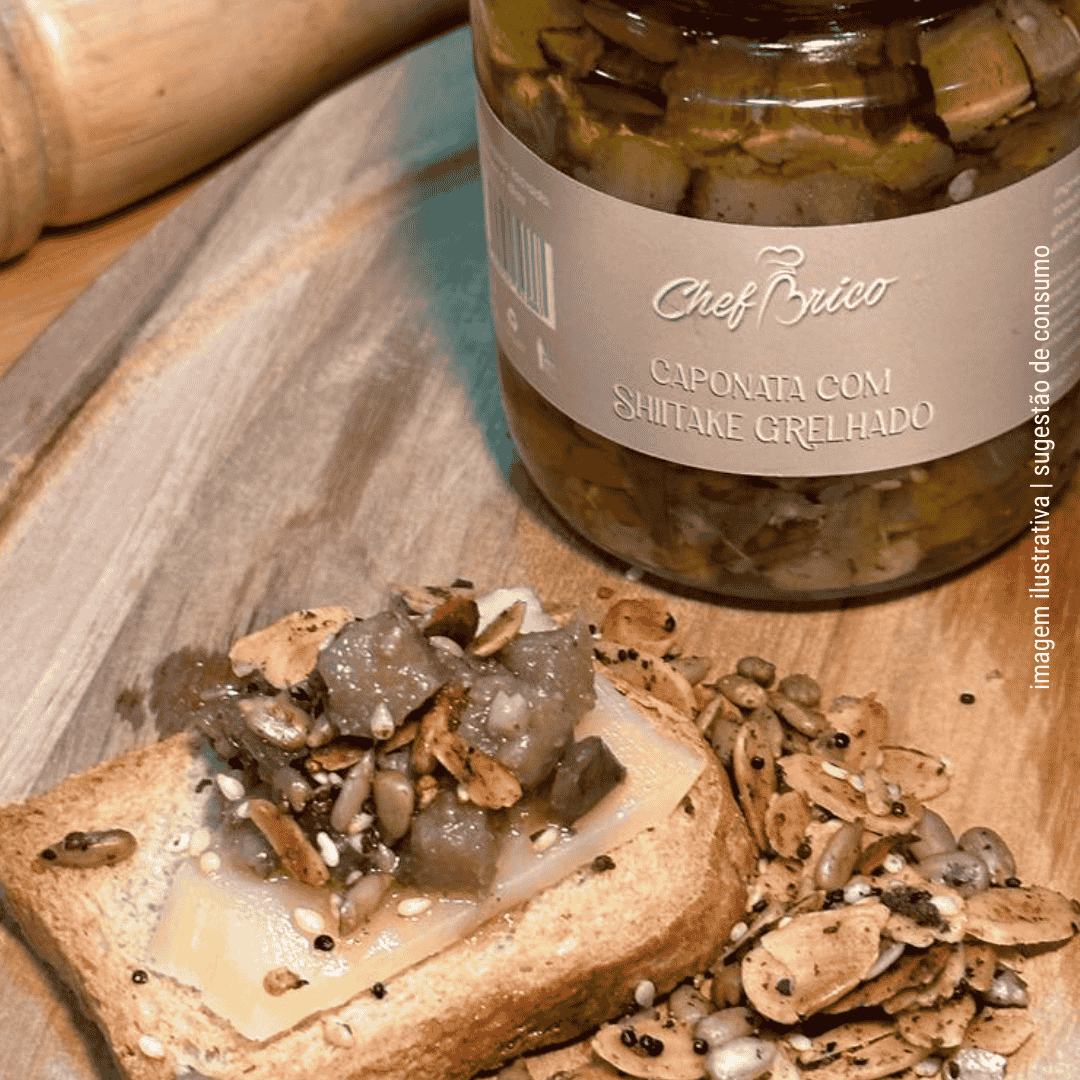 Chef Brico
CAPONATA COM
SHIITAKE GRELHADO
imagem ilustrativa | sugestão de consumo